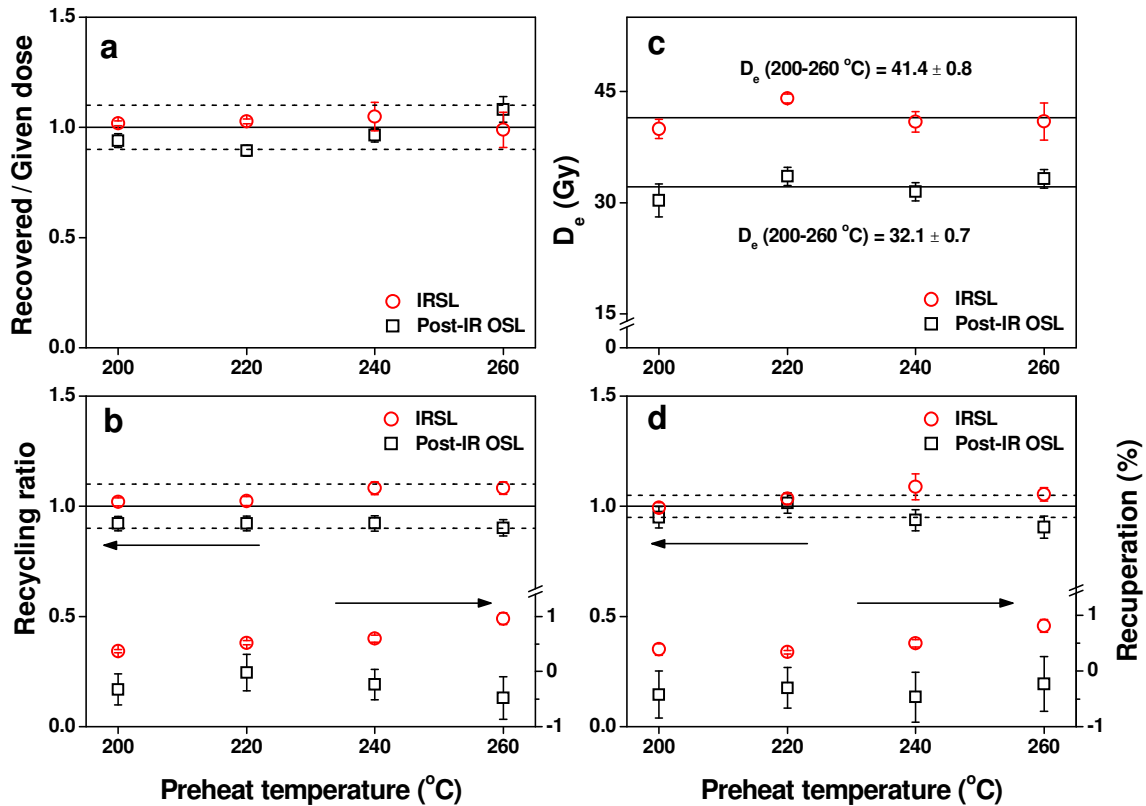 a
1.5
1.0
0.5
0.0
Recovered / Given dose
IRSL
Post-IR OSL
200
220
240
260
c
Dₑ (200-260 °C) = 41.4 ± 0.8
45
30
15
0
Dₑ (Gy)
Dₑ (200-260 °C) = 32.1 ± 0.7
IRSL
Post-IR OSL
200
220
240
260
b
1.5
1.0
0.5
0.0
Recycling ratio
IRSL
Post-IR OSL
1
0
-1
200
220
240
260
Preheat temperature (°C)
d
1.5
1.0
0.5
0.0
IRSL
Post-IR OSL
1
0
-1
Recuperation (%)
200
220
240
260
Preheat temperature (°C)